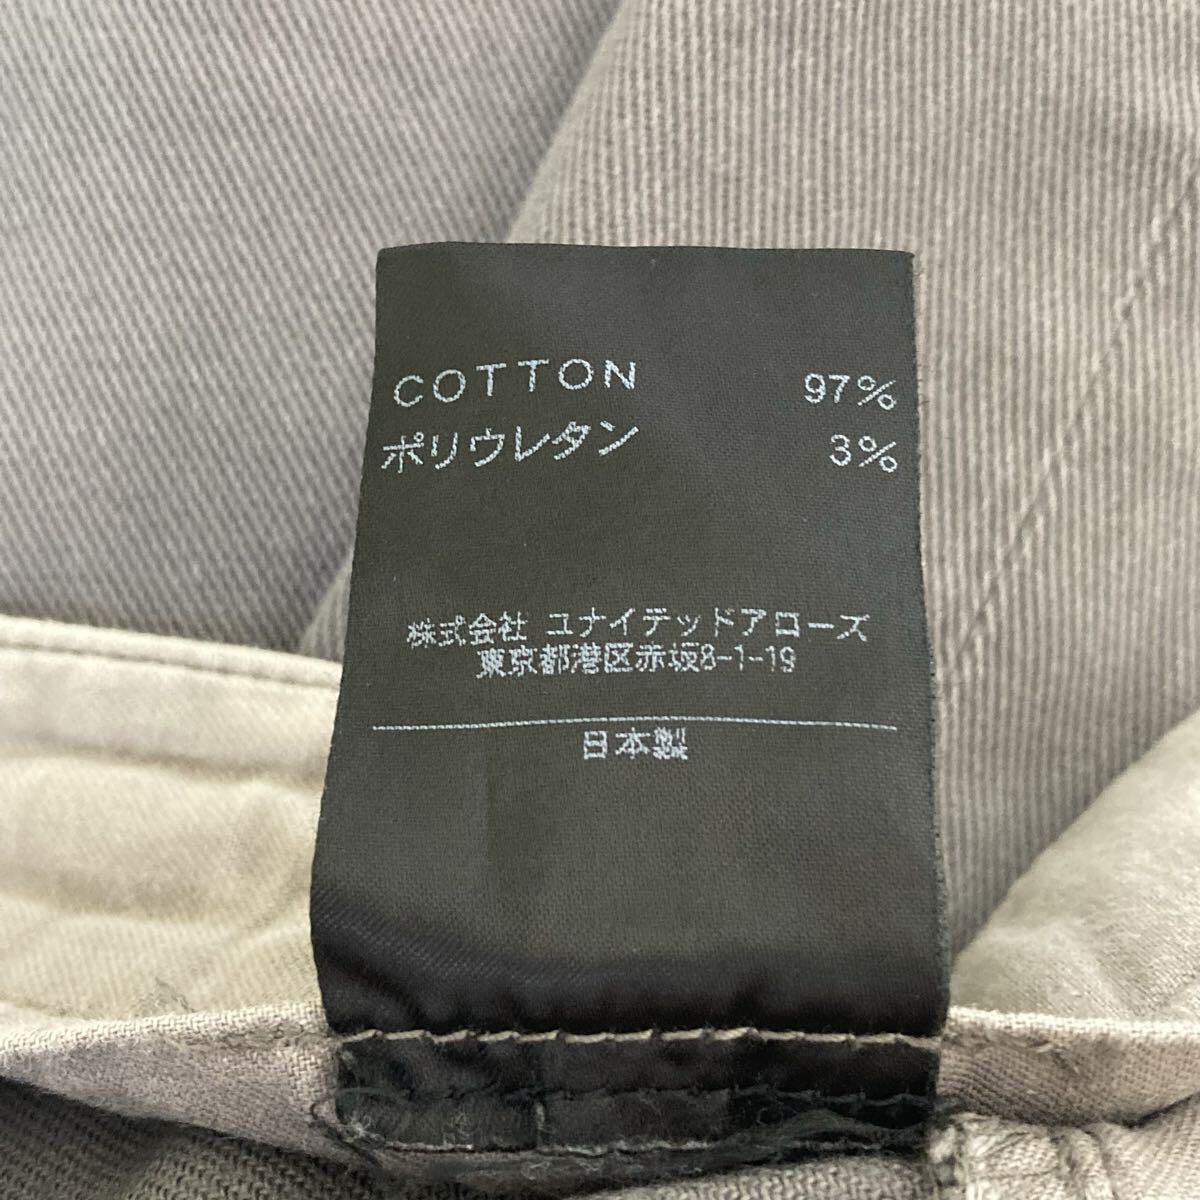 COTTON 97%
ポリウレタン 3%
株式会社 ユナイテッドアローズ
東京都港区赤坂8-1-19
日本製